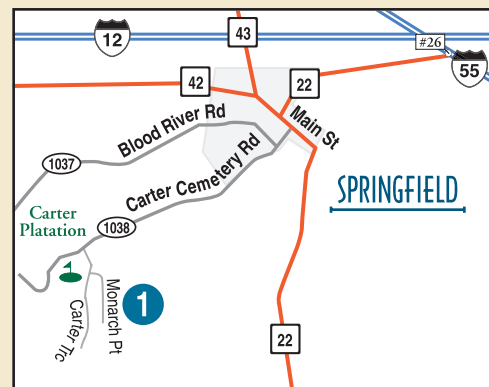 12
43
#26
55
42
22
Main St
Blood River Rd
1037
Carter Cemetery Rd
SPRINGFIELD
Carter
Platation
1038
Monarch Pt
1
Carter Trc
22